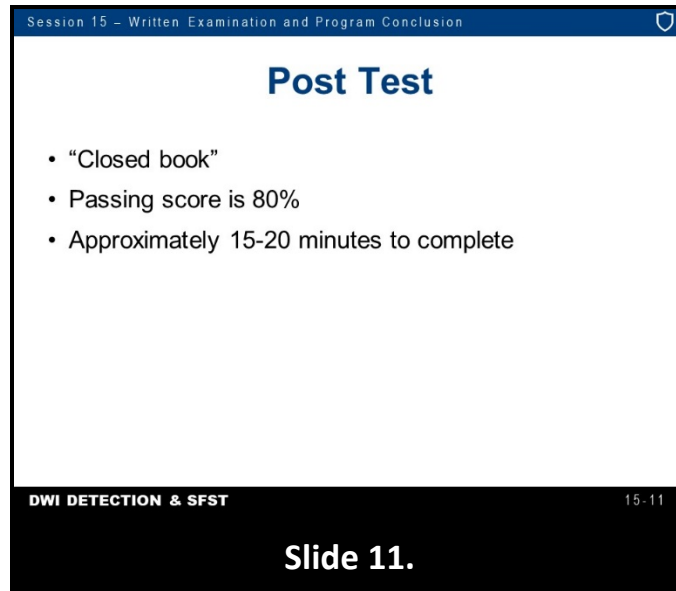 Session 15 – Written Examination and Program Conclusion
Post Test
• “Closed book”
• Passing score is 80%
• Approximately 15-20 minutes to complete
DWI DETECTION & SFST
15-11
Slide 11.